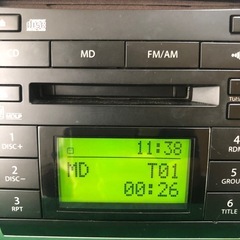 CD
MD
FM/AM
11:38
MD T01
00:26
1
DISC+
2
DISC−
3
RPT
4
RDM
5
GROUP
6
TITLE